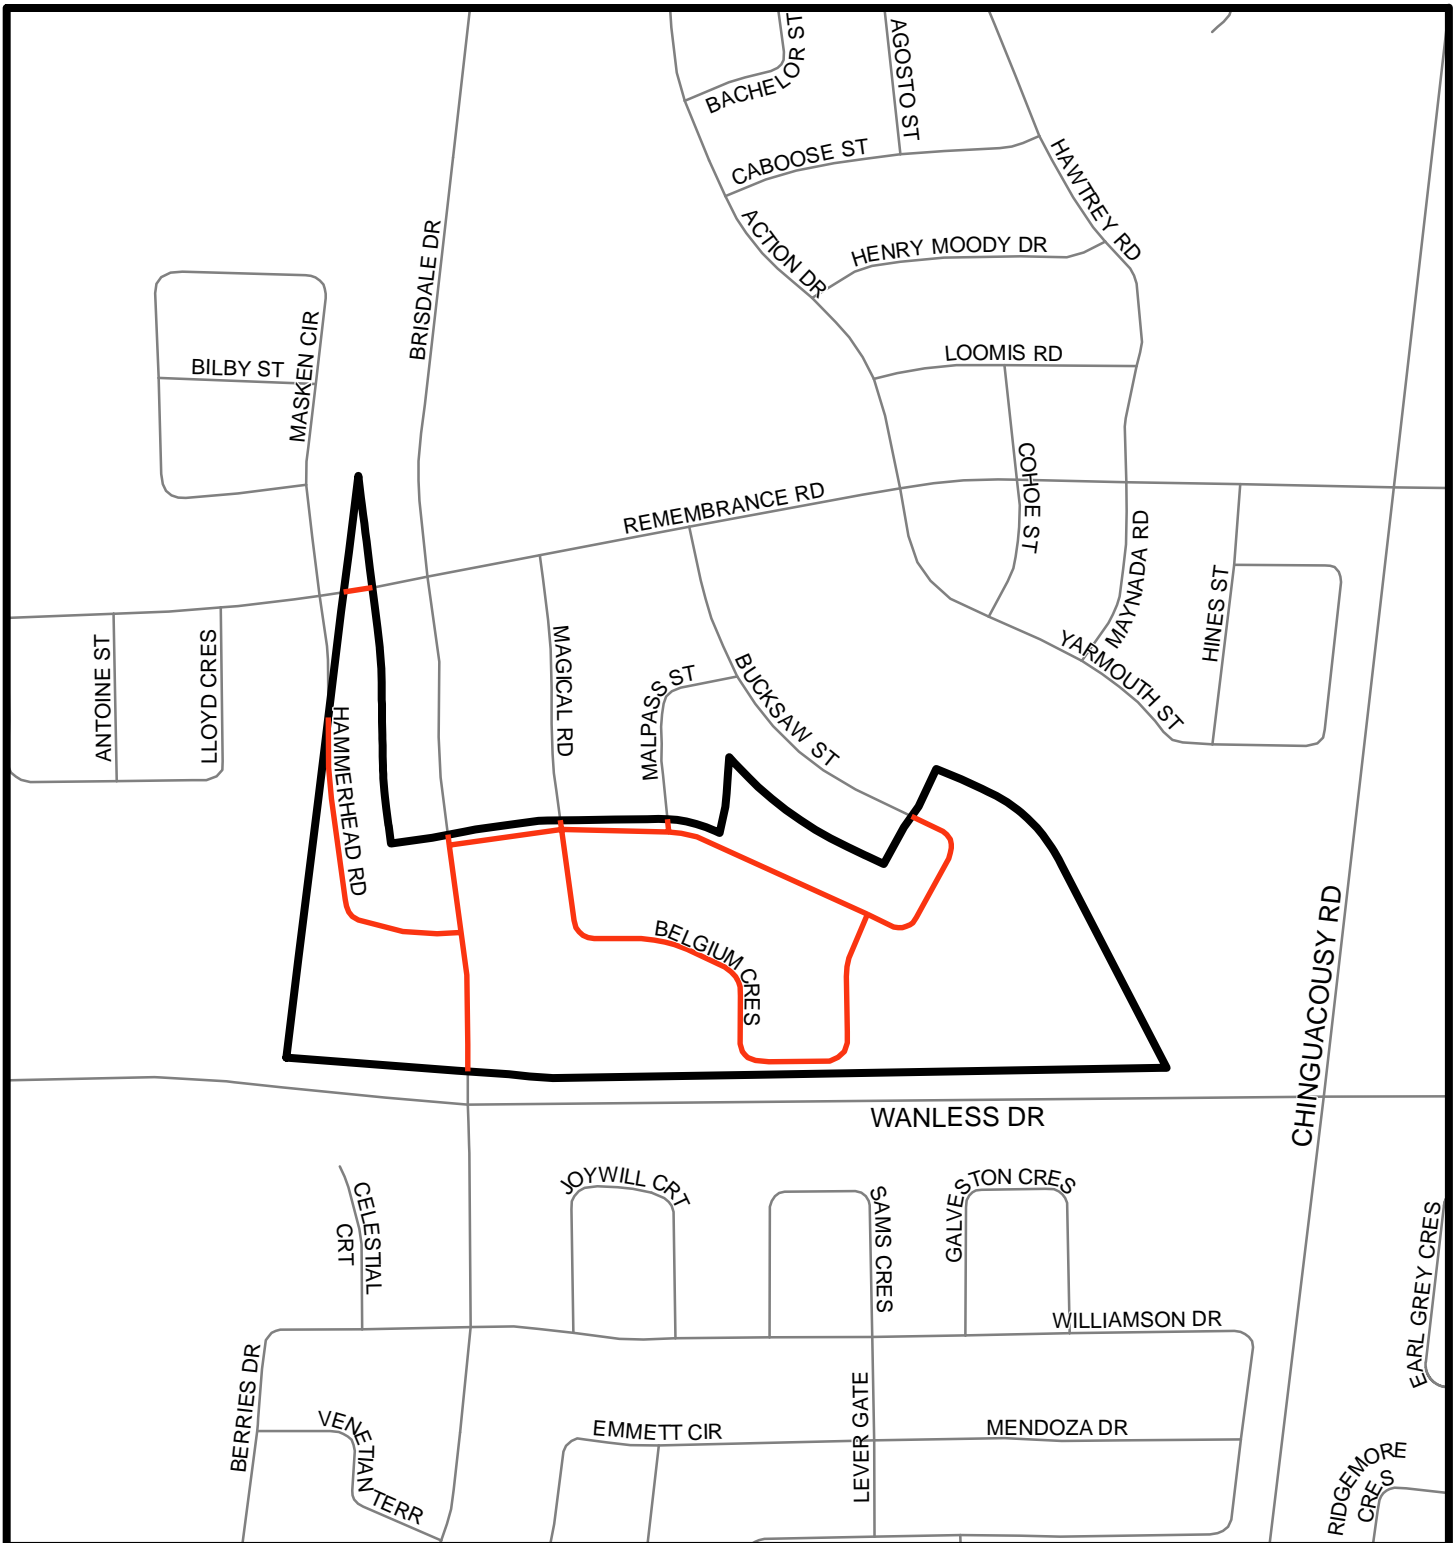 BACHELOR ST
AGOSTO ST
CABOOSE ST
HAWTREY RD
ACTION DR
HENRY MOODY DR
BRISDALE DR
MASKEN CIR
BILBY ST
LOOMIS RD
COHOE ST
REMEMBRANCE RD
MAYNADA RD
HINES ST
YARMOUTH ST
ANTOINE ST
LLOYD CRES
MAGICAL RD
MALPASS ST
BUCKSAW ST
HAMMERHEAD RD
BELGIUM CRES
CHINGUACOUSY RD
WANLESS DR
CELESTIAL
CRT
JOYWILL CRT
SAMS CRES
GALVESTON CRES
EARL GREY CRES
WILLIAMSON DR
BERRIES DR
VENETIAN TERR
EMMETT CIR
LEVER GATE
MENDOZA DR
RIDGEMORE
CRES